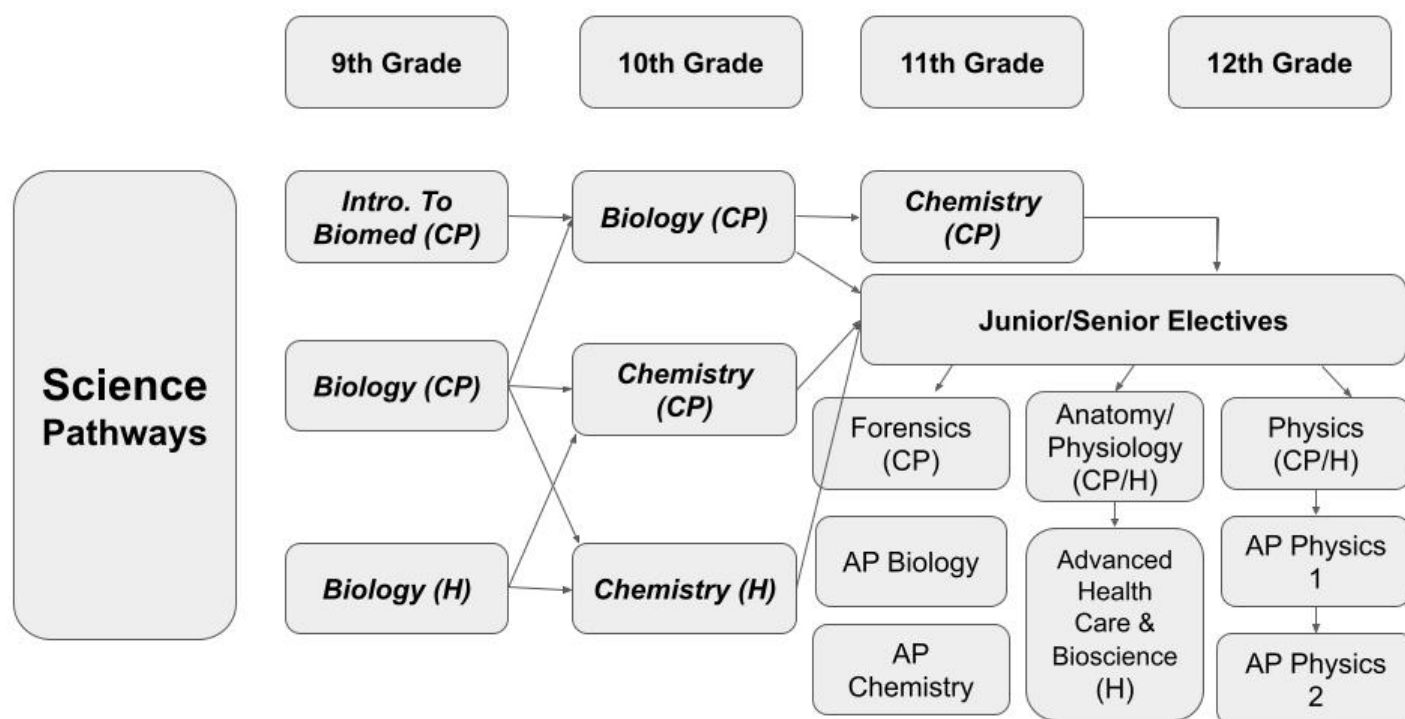 9th Grade
10th Grade
11th Grade
12th Grade
Science
Pathways
Intro. To
Biomed (CP)
Biology (CP)
Chemistry
(CP)
Junior/Senior Electives
Biology (CP)
Chemistry
(CP)
Forensics
(CP)
Anatomy/
Physiology
(CP/H)
Physics
(CP/H)
Biology (H)
Chemistry (H)
AP Biology
Advanced
Health
Care &
Bioscience
(H)
AP Physics
1
AP
Chemistry
AP Physics
2